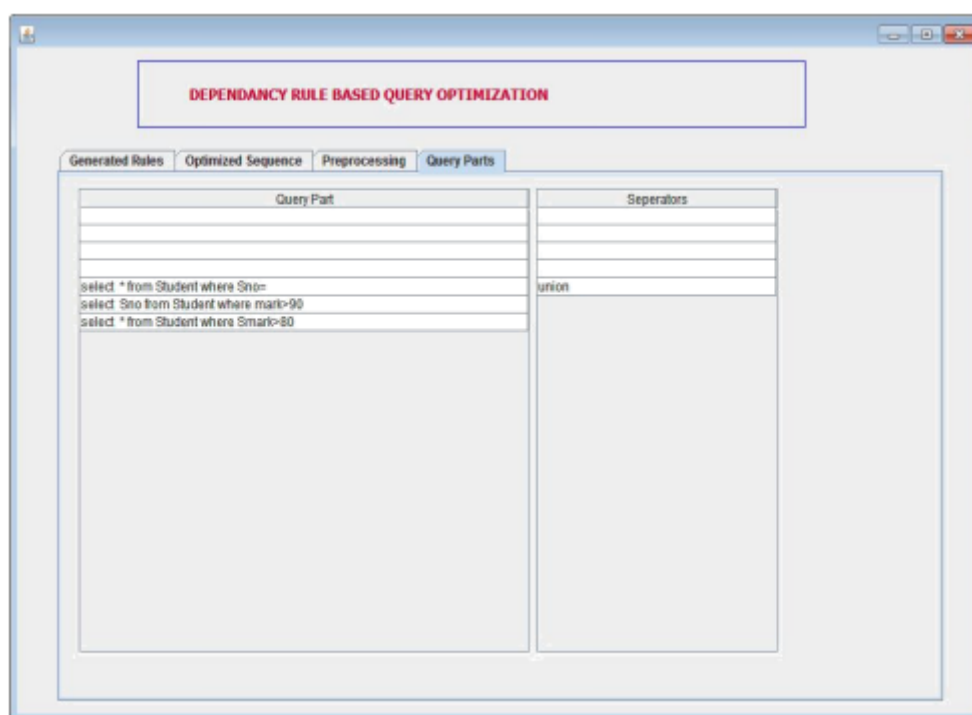 DEPENDANCY RULE BASED QUERY OPTIMIZATION
Generated Rules Optimized Sequence Preprocessing Query Parts
Query Part Seperators
select * from Student where Sno= union
select Sno from Student where mark>90
select * from Student where Smark>80